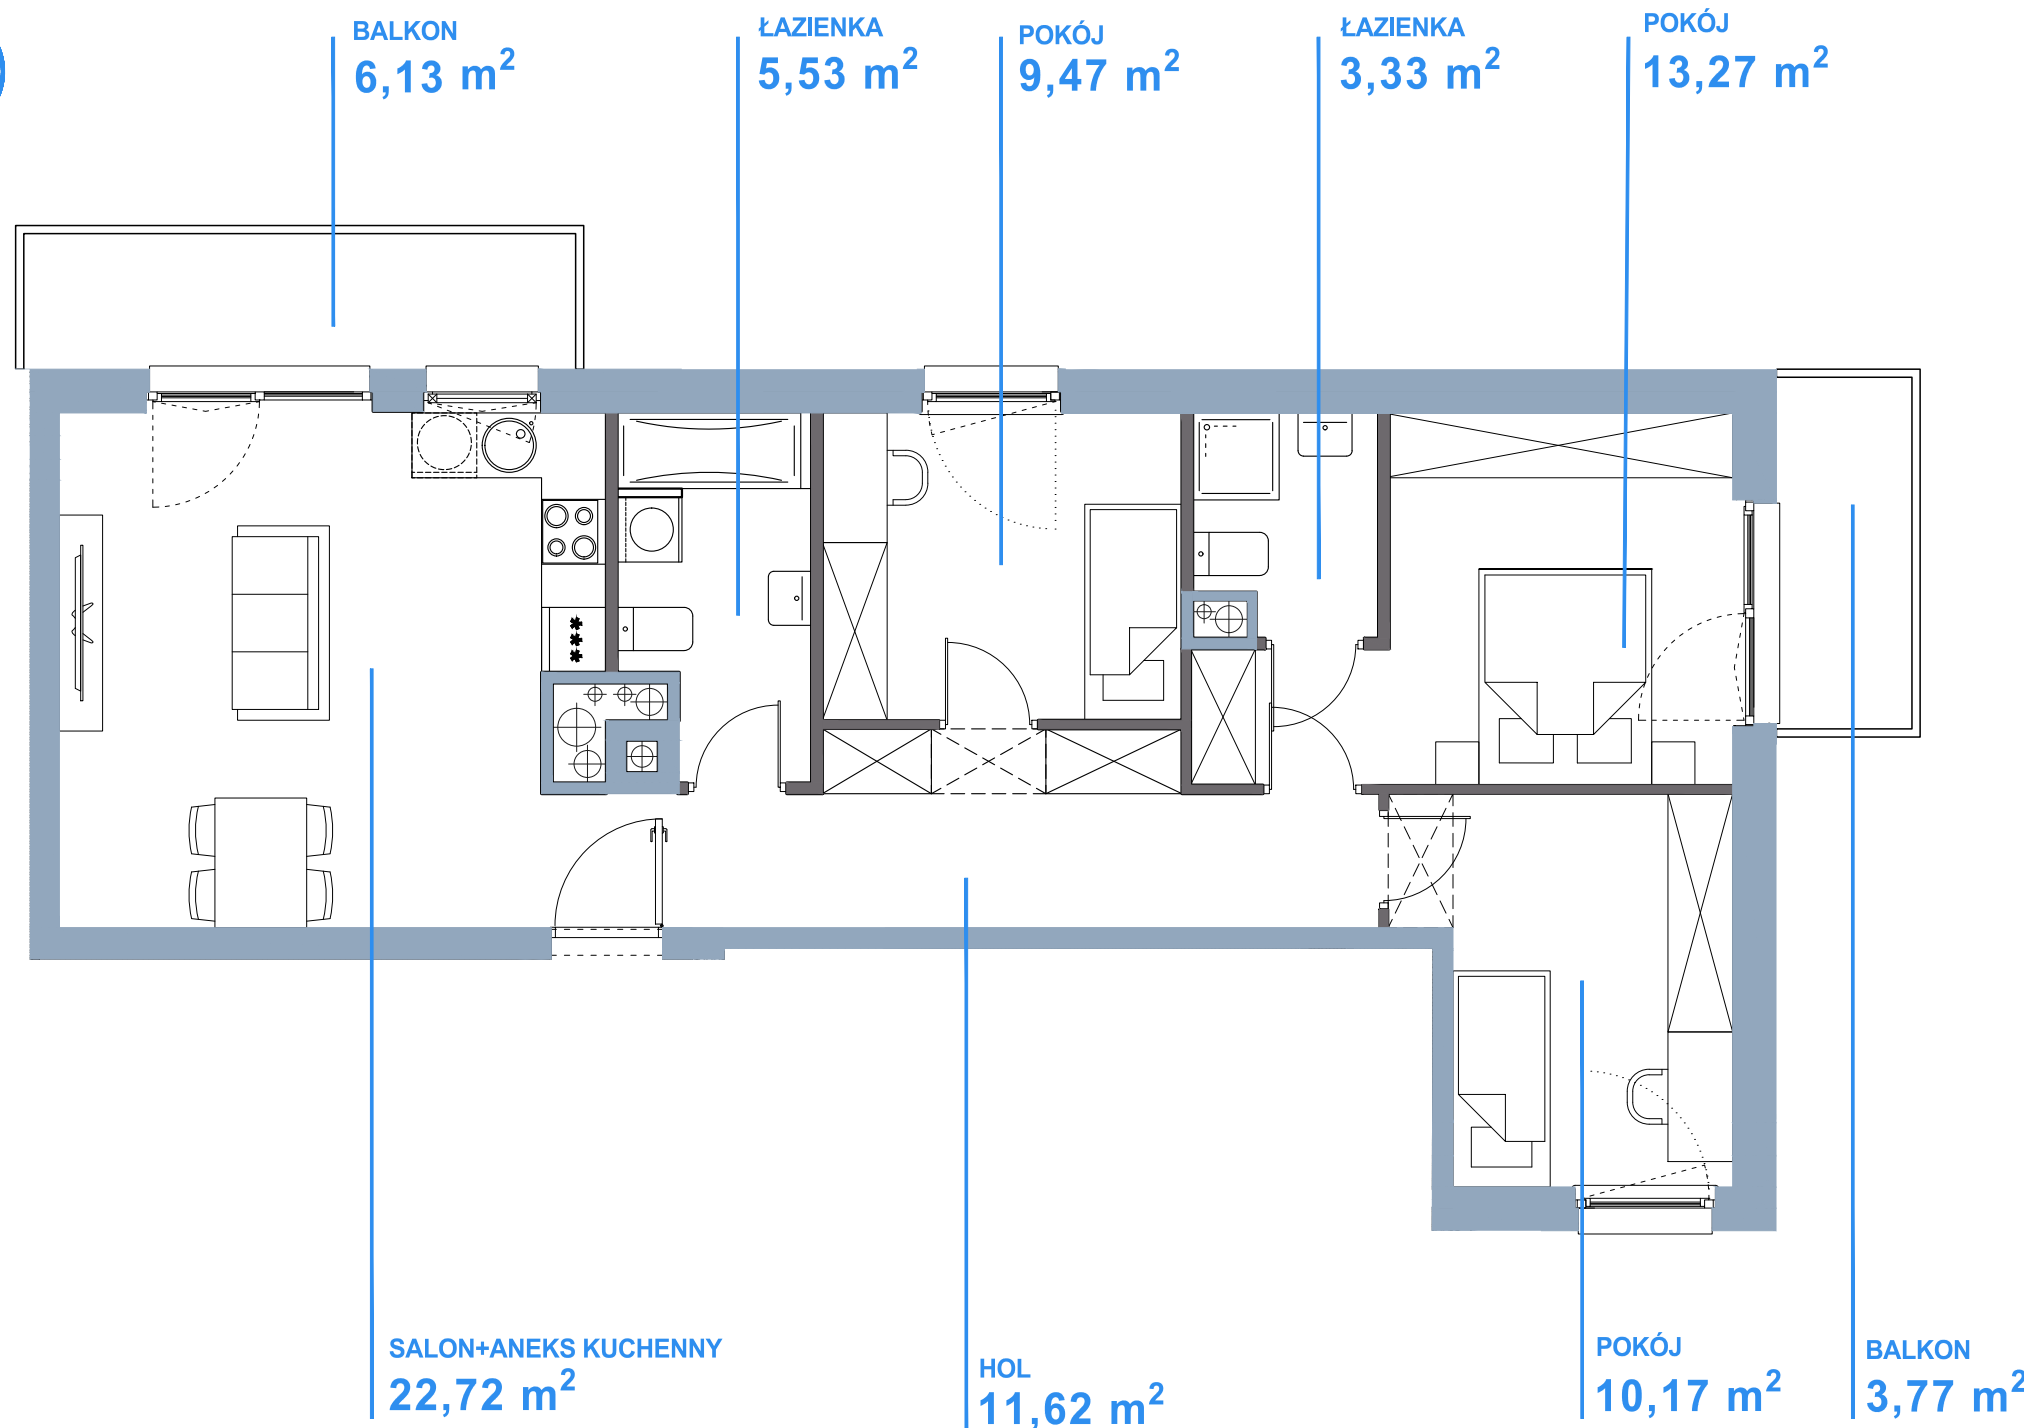 BALKON
6,13 m²
ŁAZIENKA
5,53 m²
POKÓJ
9,47 m²
ŁAZIENKA
3,33 m²
POKÓJ
13,27 m²
SALON+ANEKS KUCHENNY
22,72 m²
HOL
11,62 m²
POKÓJ
10,17 m²
BALKON
3,77 m²